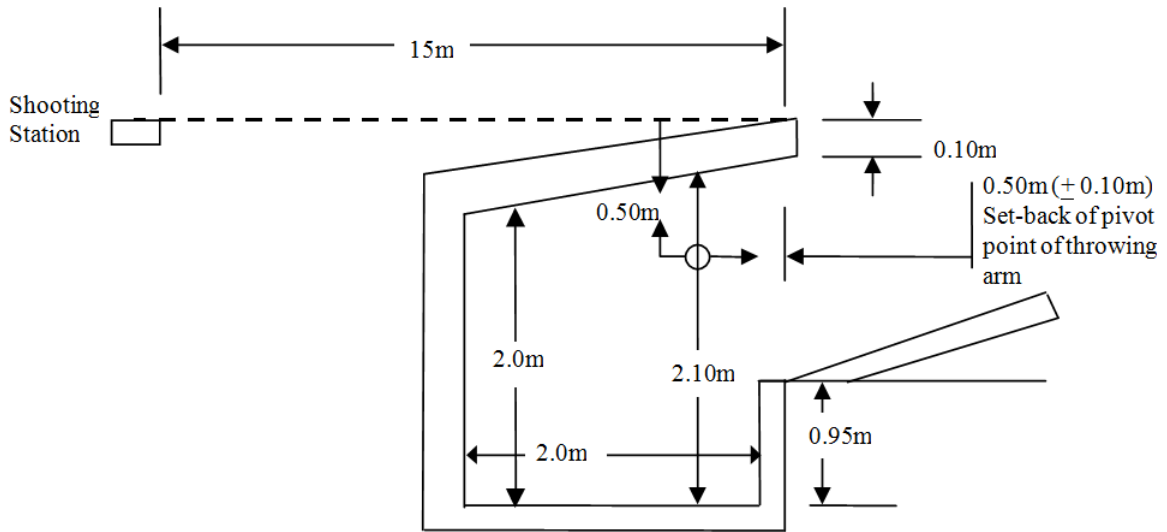 15m
Shooting
Station
0.10m
0.50m (± 0.10m)
Set-back of pivot
point of throwing
arm
0.50m
2.0m
2.10m
0.95m
2.0m